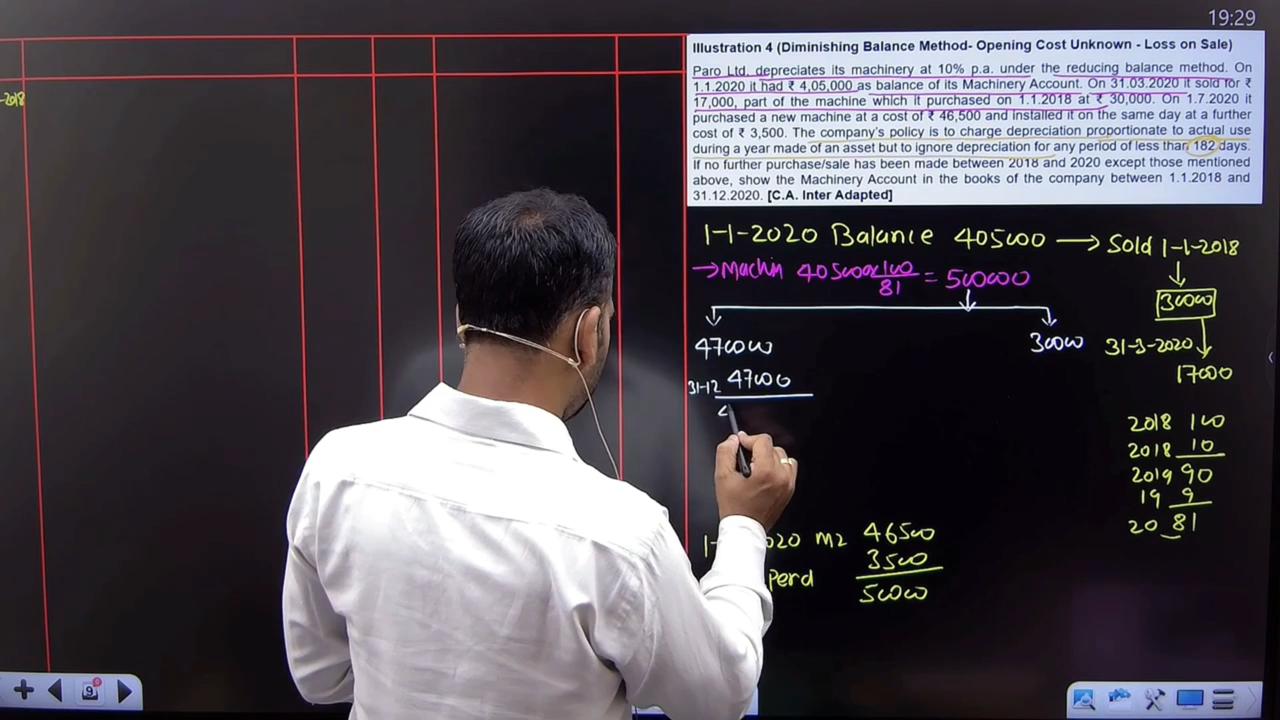 19:29
Illustration 4 (Diminishing Balance Method- Opening Cost Unknown - Loss on Sale)
Paro Ltd. depreciates its machinery at 10% p.a. under the reducing balance method. On
1.1.2020 it had ₹ 4,05,000 as balance of its Machinery Account. On 31.03.2020 it sold for ₹
17,000, part of the machine which it purchased on 1.1.2018 at ₹ 30,000. On 1.7.2020 it
purchased a new machine at a cost of ₹ 46,500 and installed it on the same day at a further
cost of ₹ 3,500. The company's policy is to charge depreciation proportionate to actual use
during a year made of an asset but to ignore depreciation for any period of less than 182 days.
If no further purchase/sale has been made between 2018 and 2020 except those mentioned
above, show the Machinery Account in the books of the company between 1.1.2018 and
31.12.2020. [C.A. Inter Adapted]
-2018
1-1-2020 Balance 405000 → Sold 1-1-2018
→ Machin 405000x100/81 = 500000
30000
470000
30000
31-3-2020
17000
31-12 47000
4
2018 100
2018 10
2019 90
19 9
20 81
1- 020 m2 46500
3500
perd 50000
9